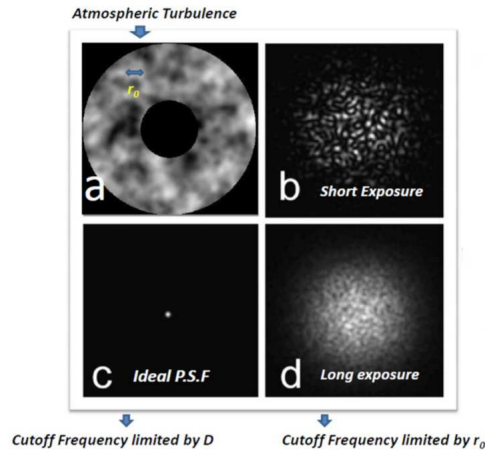 Atmospheric Turbulence
r₀
a
b
Short Exposure
c
Ideal P.S.F
d
Long exposure
Cutoff Frequency limited by D
Cutoff Frequency limited by r₀